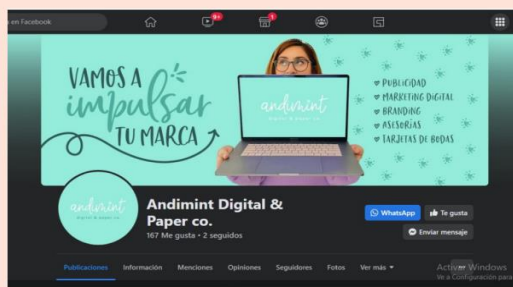 en Facebook
9+
1
VAMOS A
impulsar
TU MARCA
andimint
digital & paper co.
PUBLICIDAD
MARKETING DIGITAL
BRANDING
ASESORÍAS
TARJETAS DE BODAS
andimint
digital & paper co.
Andimint Digital &
Paper co.
167 Me gusta • 2 seguidos
WhatsApp
Te gusta
Enviar mensaje
Publicaciones Información Menciones Opiniones Seguidores Fotos Ver más
Activar Windows
Ve a Configuración para